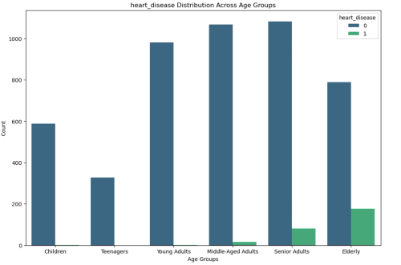 heart_disease Distribution Across Age Groups
heart_disease
0
1
1000
800
600
400
200
0
Count
Children Teenagers Young Adults Middle-Aged Adults Senior Adults Elderly
Age Groups